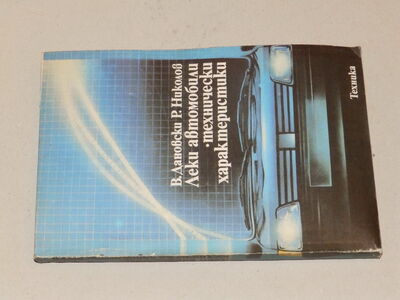 В. Дановски Р. Николов
Леки автомобили
·технически
характеристики
Техника